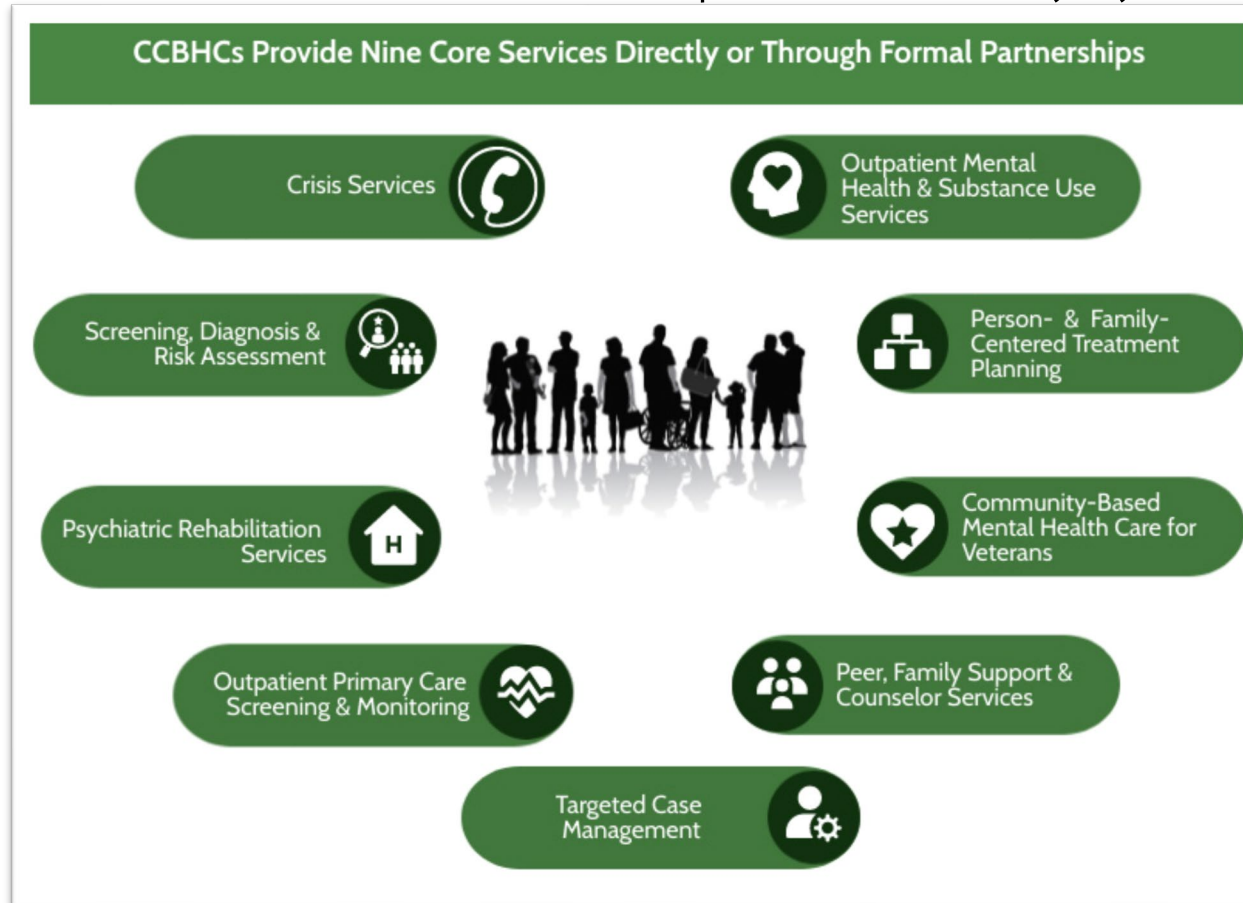 CCBHCs Provide Nine Core Services Directly or Through Formal Partnerships
Crisis Services
Outpatient Mental
Health & Substance Use
Services
Screening, Diagnosis &
Risk Assessment
Person- & Family-
Centered Treatment
Planning
Psychiatric Rehabilitation
Services
H
Community-Based
Mental Health Care for
Veterans
Outpatient Primary Care
Screening & Monitoring
Peer, Family Support &
Counselor Services
Targeted Case
Management